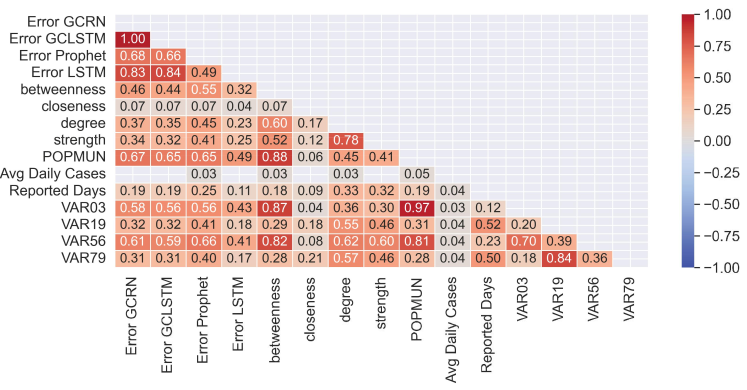 Error GCRN
Error GCLSTM 1.00
Error Prophet 0.68 0.66
Error LSTM 0.83 0.84 0.49
betweenness 0.46 0.44 0.55 0.32
closeness 0.07 0.07 0.07 0.04 0.07
degree 0.37 0.35 0.45 0.23 0.60 0.17
strength 0.34 0.32 0.41 0.25 0.52 0.12 0.78
POPMUN 0.67 0.65 0.65 0.49 0.88 0.06 0.45 0.41
Avg Daily Cases 0.03 0.03 0.03 0.05
Reported Days 0.19 0.19 0.25 0.11 0.18 0.09 0.33 0.32 0.19 0.04
VAR03 0.58 0.56 0.56 0.43 0.87 0.04 0.36 0.30 0.97 0.03 0.12
VAR19 0.32 0.32 0.41 0.18 0.29 0.18 0.55 0.46 0.31 0.04 0.52 0.20
VAR56 0.61 0.59 0.66 0.41 0.82 0.08 0.62 0.60 0.81 0.04 0.23 0.70 0.39
VAR79 0.31 0.31 0.40 0.17 0.28 0.21 0.57 0.46 0.28 0.04 0.50 0.18 0.84 0.36
Error GCRN
Error GCLSTM
Error Prophet
Error LSTM
betweenness
closeness
degree
strength
POPMUN
Avg Daily Cases
Reported Days
VAR03
VAR19
VAR56
VAR79
1.00
0.75
0.50
0.25
0.00
−0.25
−0.50
−0.75
−1.00